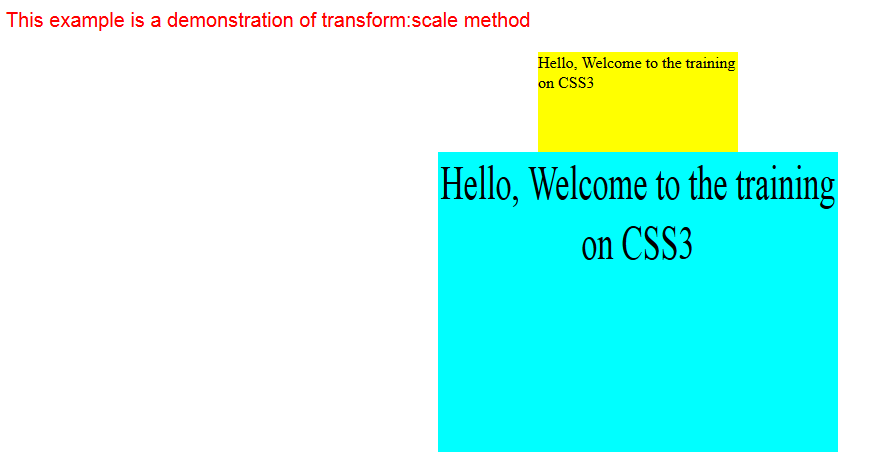 This example is a demonstration of transform:scale method
Hello, Welcome to the training
on CSS3
Hello, Welcome to the training
on CSS3